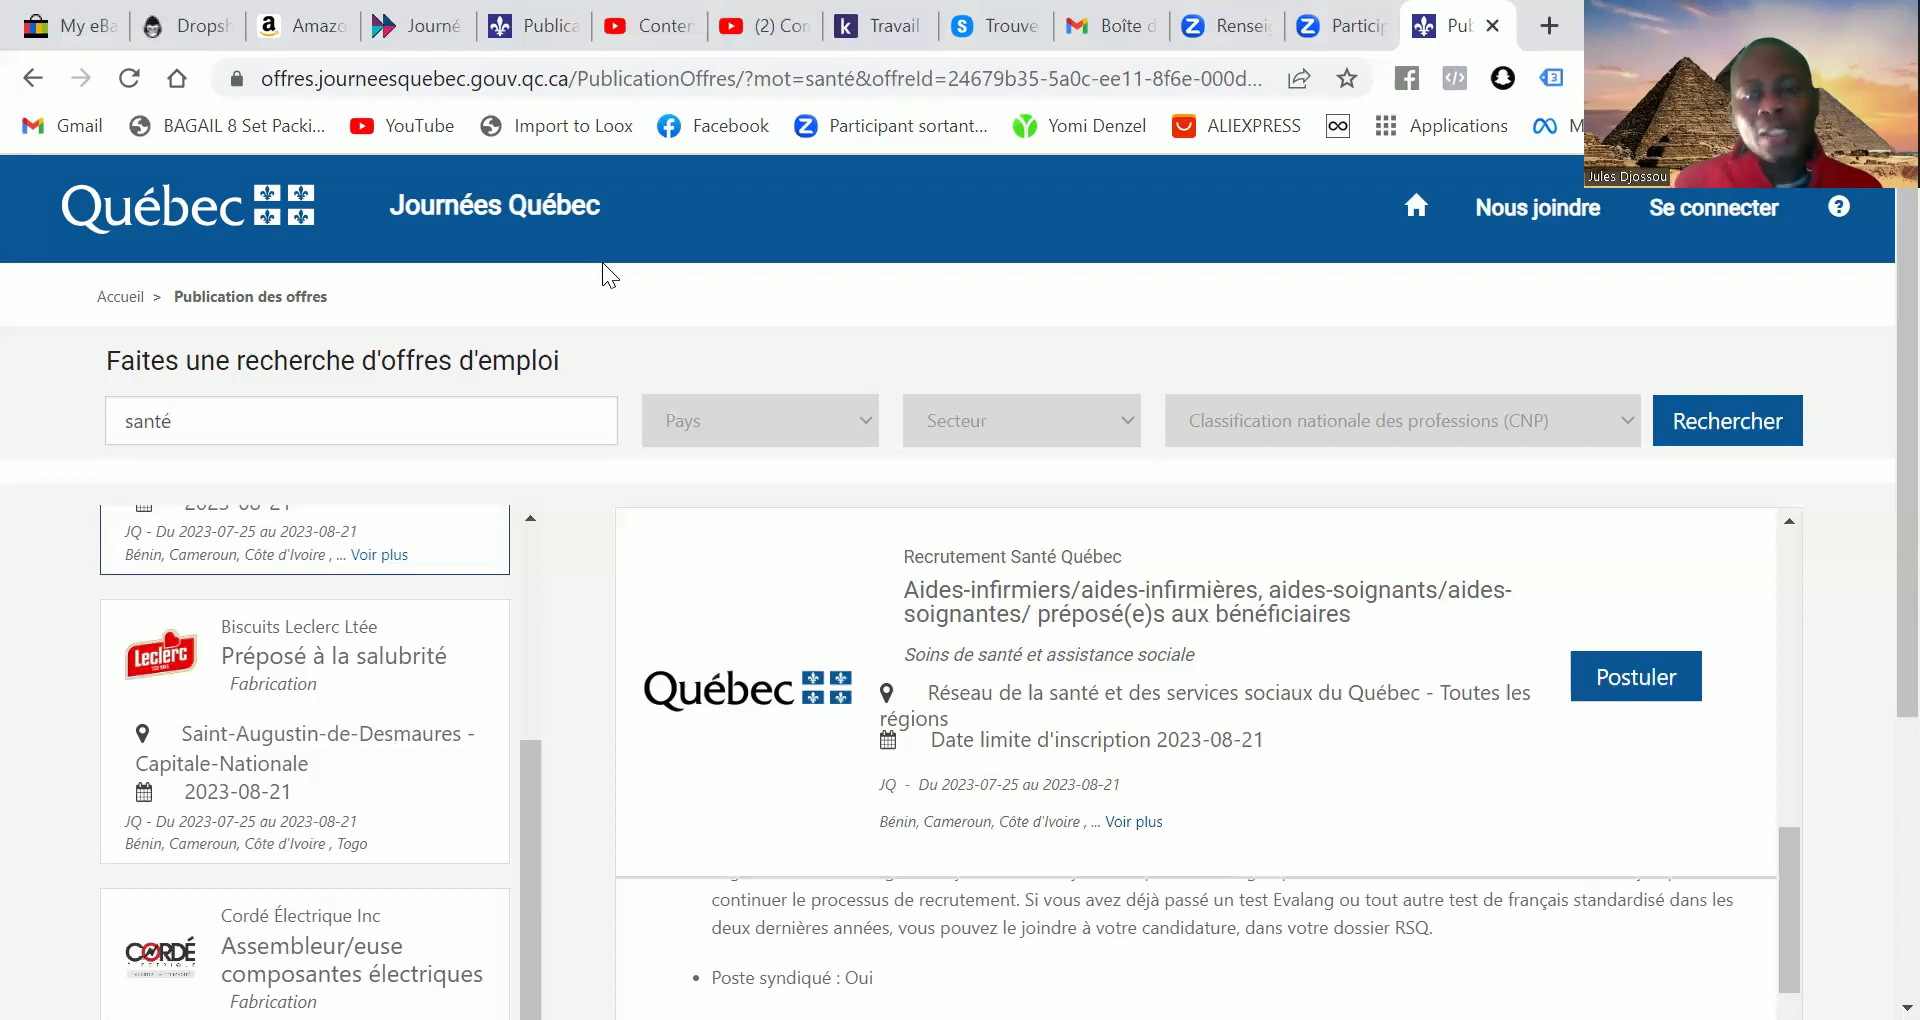 My eBa
Dropsh
Amazo
Journé
Publica
Conter
(2) Con
Travail
Trouve
Boîte d
Renseig
Particip
Pub
offres.journeesquebec.gouv.qc.ca/PublicationOffres/?mot=santé&offreId=24679b35-5a0c-ee11-8f6e-000d...
Gmail
BAGAIL 8 Set Packi...
YouTube
Import to Loox
Facebook
Participant sortant...
Yomi Denzel
ALIEXPRESS
Applications
M
Jules Djossou
Québec
Journées Québec
Nous joindre
Se connecter
Accueil > Publication des offres
Faites une recherche d'offres d'emploi
santé
Pays
Secteur
Classification nationale des professions (CNP)
Rechercher
2023-08-21
JQ - Du 2023-07-25 au 2023-08-21
Bénin, Cameroun, Côte d'Ivoire , ... Voir plus
Leclerc
Biscuits Leclerc Ltée
Préposé à la salubrité
Fabrication
Saint-Augustin-de-Desmaures -
Capitale-Nationale
2023-08-21
JQ - Du 2023-07-25 au 2023-08-21
Bénin, Cameroun, Côte d'Ivoire , Togo
CORDÉ
Cordé Électrique Inc
Assembleur/euse
composantes électriques
Fabrication
Québec
Recrutement Santé Québec
Aides-infirmiers/aides-infirmières, aides-soignants/aides-
soignantes/ préposé(e)s aux bénéficiaires
Soins de santé et assistance sociale
Réseau de la santé et des services sociaux du Québec - Toutes les
régions
Date limite d'inscription 2023-08-21
JQ - Du 2023-07-25 au 2023-08-21
Bénin, Cameroun, Côte d'Ivoire , ... Voir plus
Postuler
continuer le processus de recrutement. Si vous avez déjà passé un test Evalang ou tout autre test de français standardisé dans les
deux dernières années, vous pouvez le joindre à votre candidature, dans votre dossier RSQ.
• Poste syndiqué : Oui